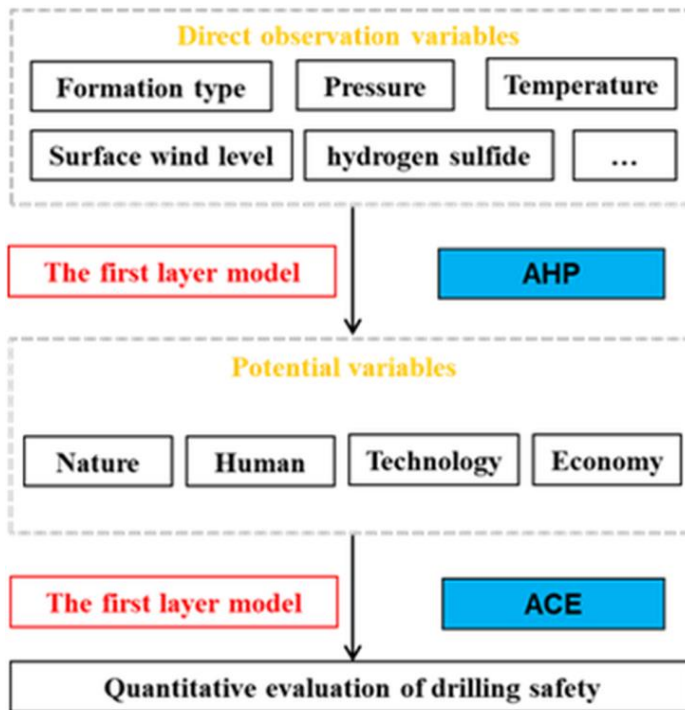 Direct observation variables
Formation type
Pressure
Temperature
Surface wind level
hydrogen sulfide
...
The first layer model
AHP
Potential variables
Nature
Human
Technology
Economy
The first layer model
ACE
Quantitative evaluation of drilling safety